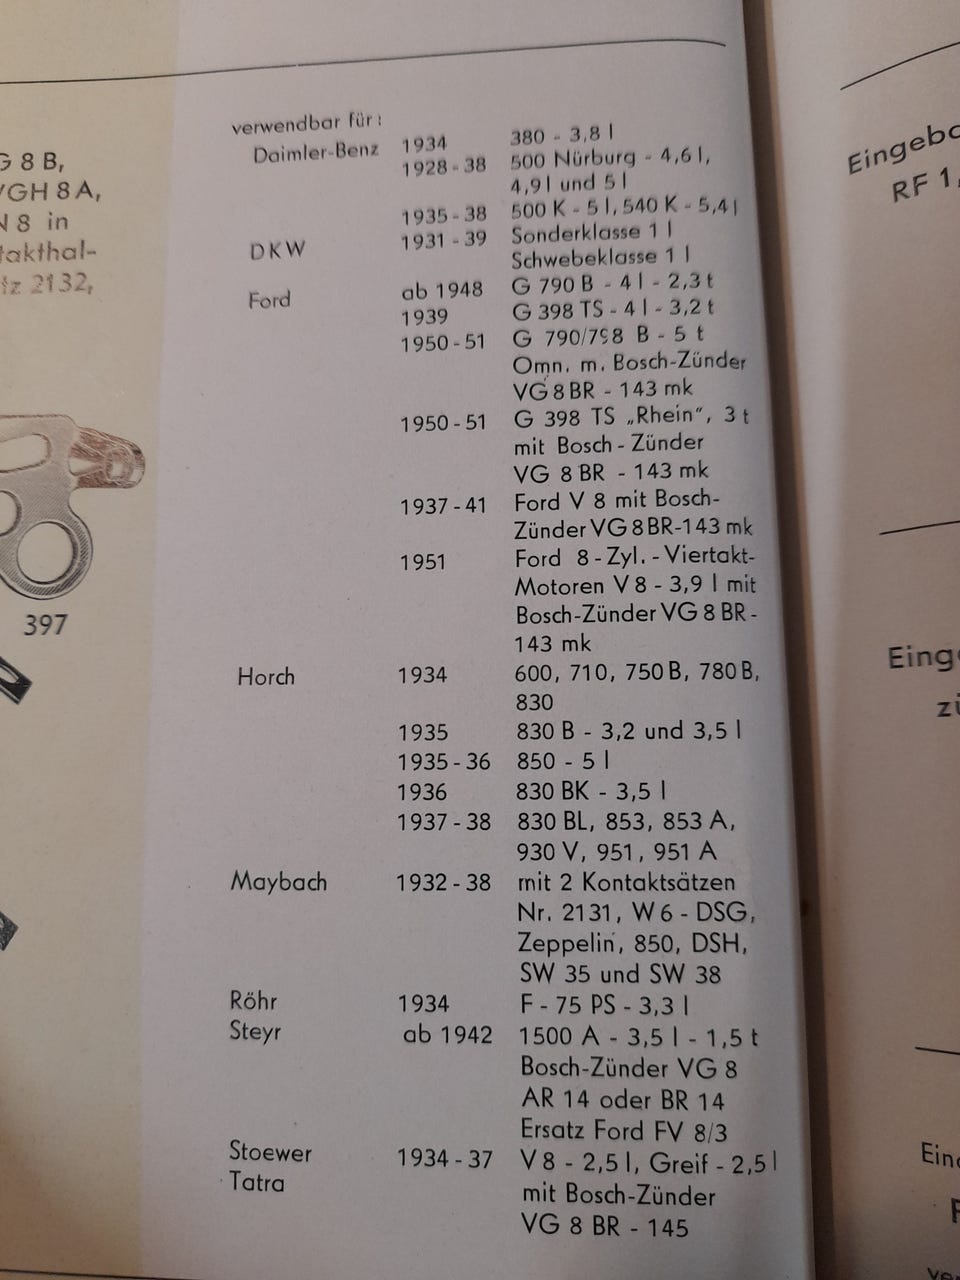 G 8 B,
VGH 8 A,
N 8 in
takthal-
tz 2132,
397
verwendbar für:
Daimler-Benz 1934 380 - 3,8 l
1928 - 38 500 Nürburg - 4,6 l,
4,9 l und 5 l
1935 - 38 500 K - 5 l, 540 K - 5,4 l
DKW 1931 - 39 Sonderklasse 1 l
Schwebeklasse 1 l
Ford ab 1948 G 790 B - 4 l - 2,3 t
1939 G 398 TS - 4 l - 3,2 t
1950 - 51 G 790/798 B - 5 t
Omn. m. Bosch-Zünder
VG 8 BR - 143 mk
1950 - 51 G 398 TS „Rhein“, 3 t
mit Bosch - Zünder
VG 8 BR - 143 mk
1937 - 41 Ford V 8 mit Bosch-
Zünder VG 8 BR-143 mk
1951 Ford 8 - Zyl. - Viertakt-
Motoren V 8 - 3,9 l mit
Bosch-Zünder VG 8 BR -
143 mk
Horch 1934 600, 710, 750 B, 780 B,
830
1935 830 B - 3,2 und 3,5 l
1935 - 36 850 - 5 l
1936 830 BK - 3,5 l
1937 - 38 830 BL, 853, 853 A,
930 V, 951, 951 A
Maybach 1932 - 38 mit 2 Kontaktsätzen
Nr. 2131, W 6 - DSG,
Zeppelin, 850, DSH,
SW 35 und SW 38
Röhr 1934 F - 75 PS - 3,3 l
Steyr ab 1942 1500 A - 3,5 l - 1,5 t
Bosch-Zünder VG 8
AR 14 oder BR 14
Ersatz Ford FV 8/3
Stoewer 1934 - 37 V 8 - 2,5 l, Greif - 2,5 l
Tatra mit Bosch-Zünder
VG 8 BR - 145
Eingeba
RF 1,
Eing
zü
Ein